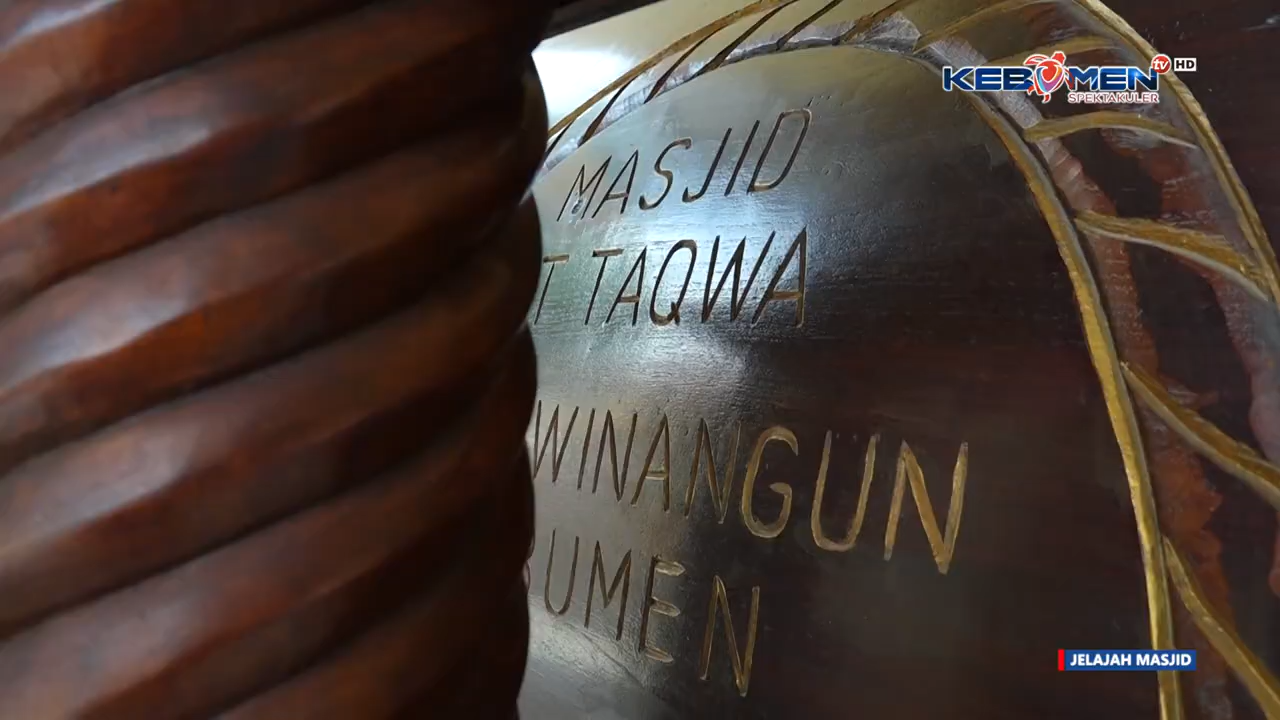 KEBUMEN tv HD
SPEKTAKULER
MASJID
T TAQWA
WINANGUN
UMEN
JELAJAH MASJID